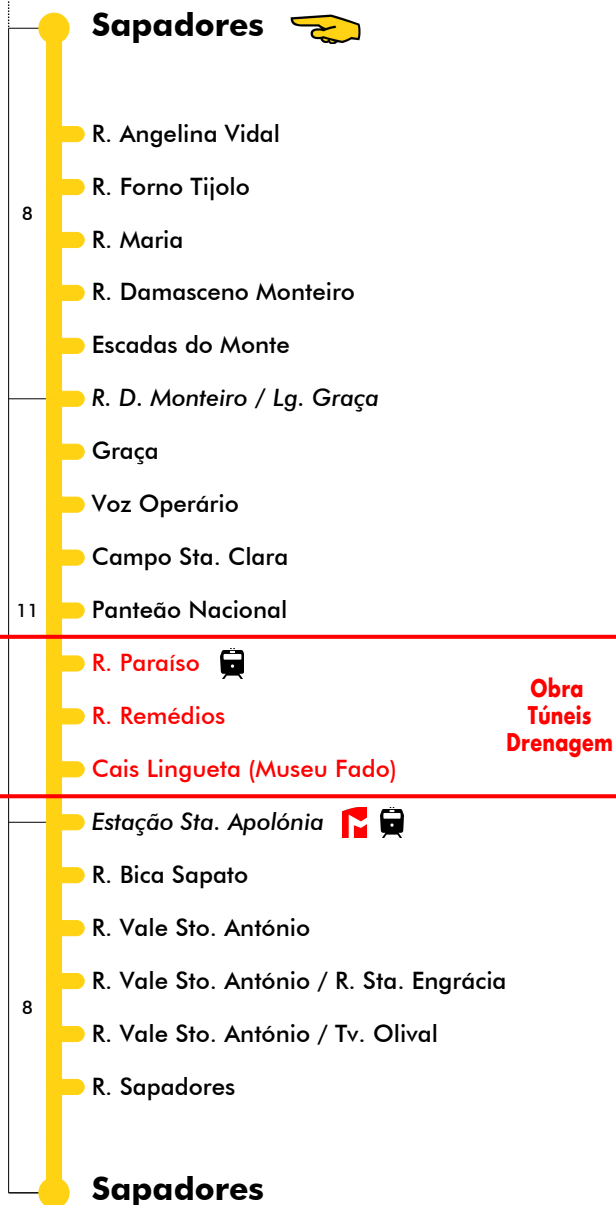 Sapadores
R. Angelina Vidal
R. Forno Tijolo
8
R. Maria
R. Damasceno Monteiro
Escadas do Monte
R. D. Monteiro / Lg. Graça
Graça
Voz Operário
Campo Sta. Clara
11
Panteão Nacional
R. Paraíso
R. Remédios
Cais Lingueta (Museu Fado)
Obra
Túneis
Drenagem
Estação Sta. Apolónia
R. Bica Sapato
R. Vale Sto. António
R. Vale Sto. António / R. Sta. Engrácia
8
R. Vale Sto. António / Tv. Olival
R. Sapadores
Sapadores